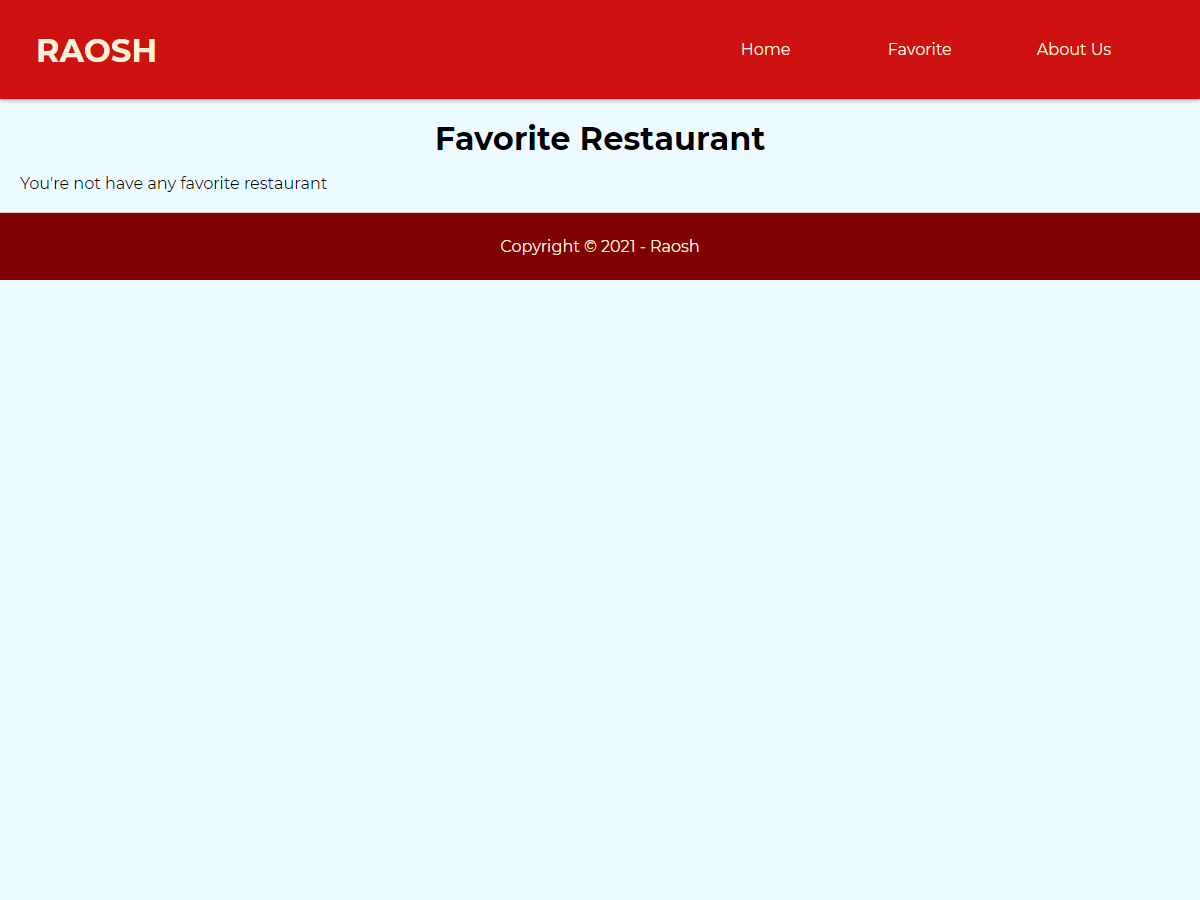 RAOSH
Home
Favorite
About Us
Favorite Restaurant
You're not have any favorite restaurant
Copyright © 2021 - Raosh